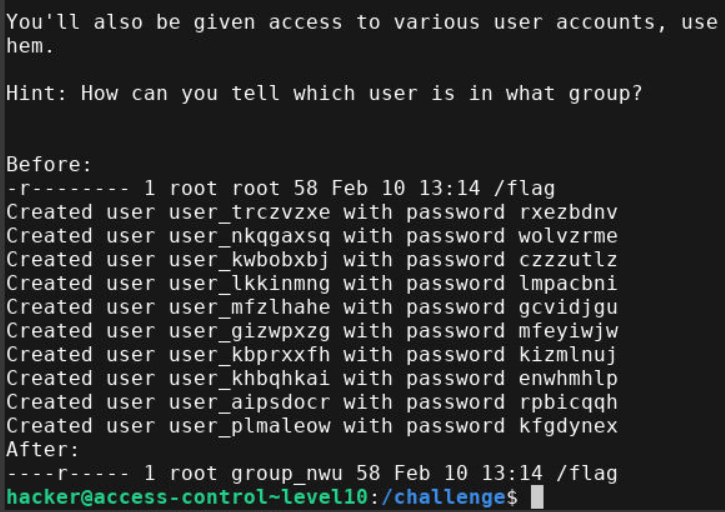 You'll also be given access to various user accounts, use
hem.
Hint: How can you tell which user is in what group?
Before:
-r-------- 1 root root 58 Feb 10 13:14 /flag
Created user user_trczvzxe with password rxezbdnv
Created user user_nkqgaxsq with password wolvzrme
Created user user_kwbobxbj with password czzzutlz
Created user user_lkkinmng with password lmpacbni
Created user user_mfzlhahe with password gcvidjgu
Created user user_gizwpxzg with password mfeyiwjw
Created user user_kbprxxfh with password kizmlnuj
Created user user_khbqhkai with password enwhmhlp
Created user user_aipsdocr with password rpbicqqh
Created user user_plmaleow with password kfgdynex
After:
----r----- 1 root group_nwu 58 Feb 10 13:14 /flag
hacker@access-control~level10:/challenge$